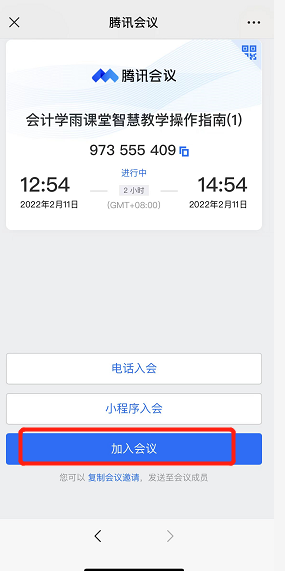 腾讯会议
腾讯会议
会计学雨课堂智慧教学操作指南(1)
973 555 409
进行中
12:54 2小时 14:54
2022年2月11日 (GMT+08:00) 2022年2月11日
电话入会
小程序入会
加入会议
您可以 复制会议邀请，发送至会议成员